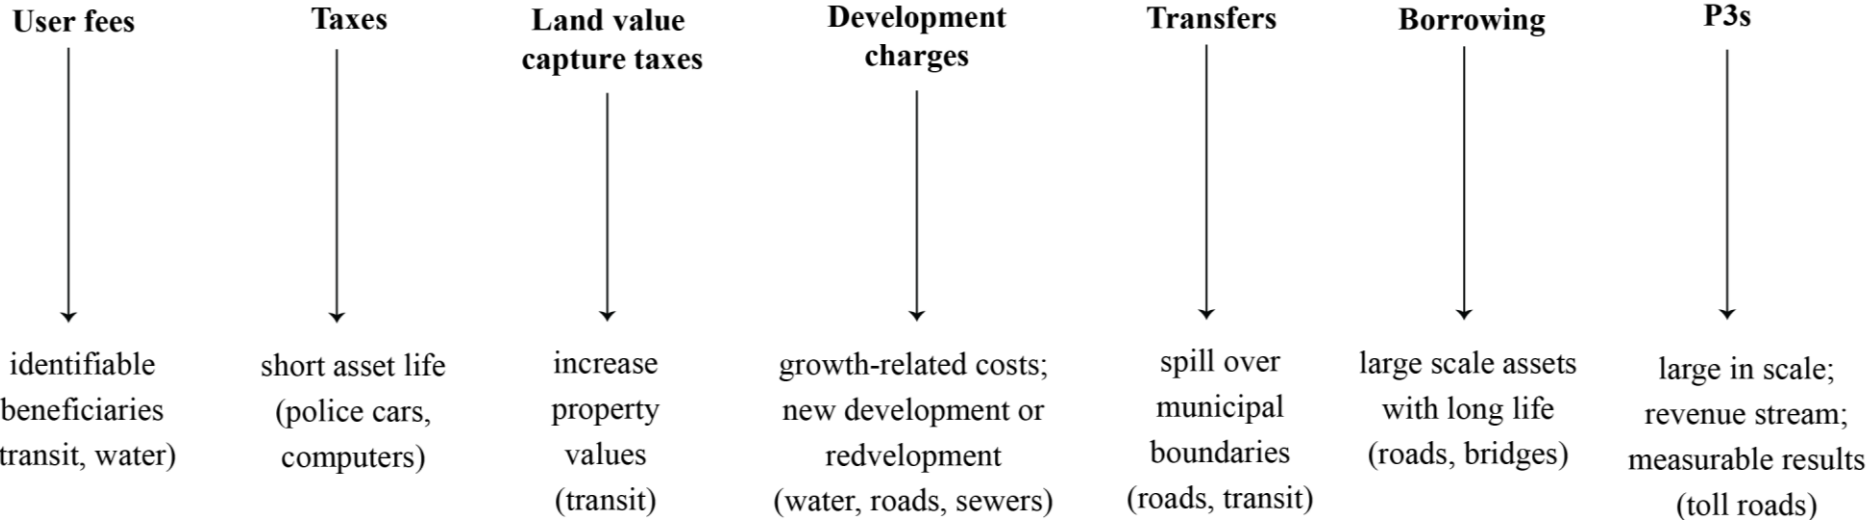 User fees
identifiable
beneficiaries
transit, water)
Taxes
short asset life
(police cars,
computers)
Land value
capture taxes
increase
property
values
(transit)
Development
charges
growth-related costs;
new development or
redvelopment
(water, roads, sewers)
Transfers
spill over
municipal
boundaries
(roads, transit)
Borrowing
large scale assets
with long life
(roads, bridges)
P3s
large in scale;
revenue stream;
measurable results
(toll roads)